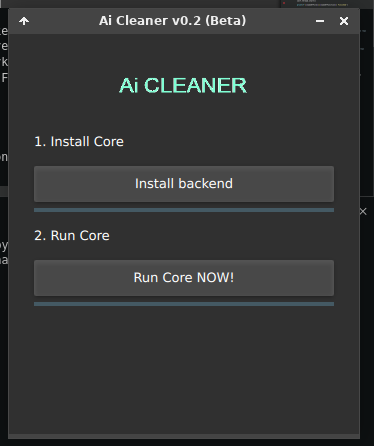 Ai Cleaner v0.2 (Beta)
Ai CLEANER
1. Install Core
Install backend
2. Run Core
Run Core NOW!